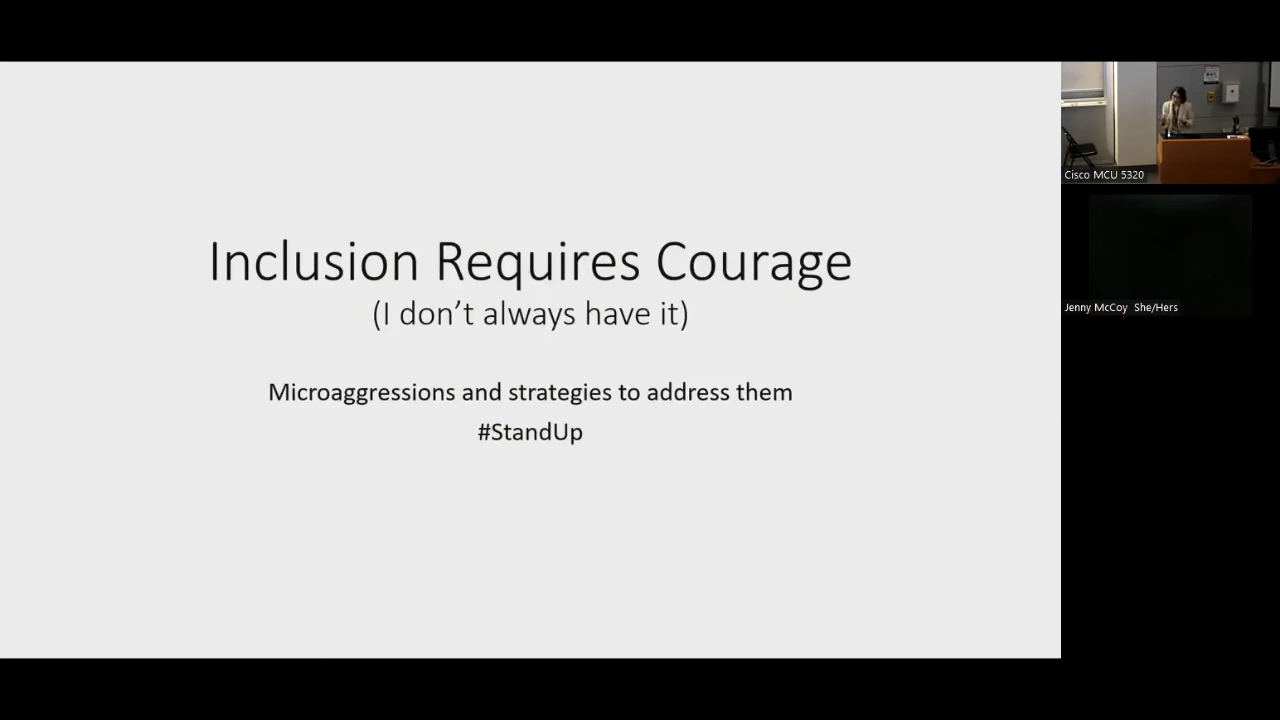 Inclusion Requires Courage
(I don't always have it)
Microaggressions and strategies to address them
#StandUp
Cisco MCU 5320
Jenny McCoy She/Hers